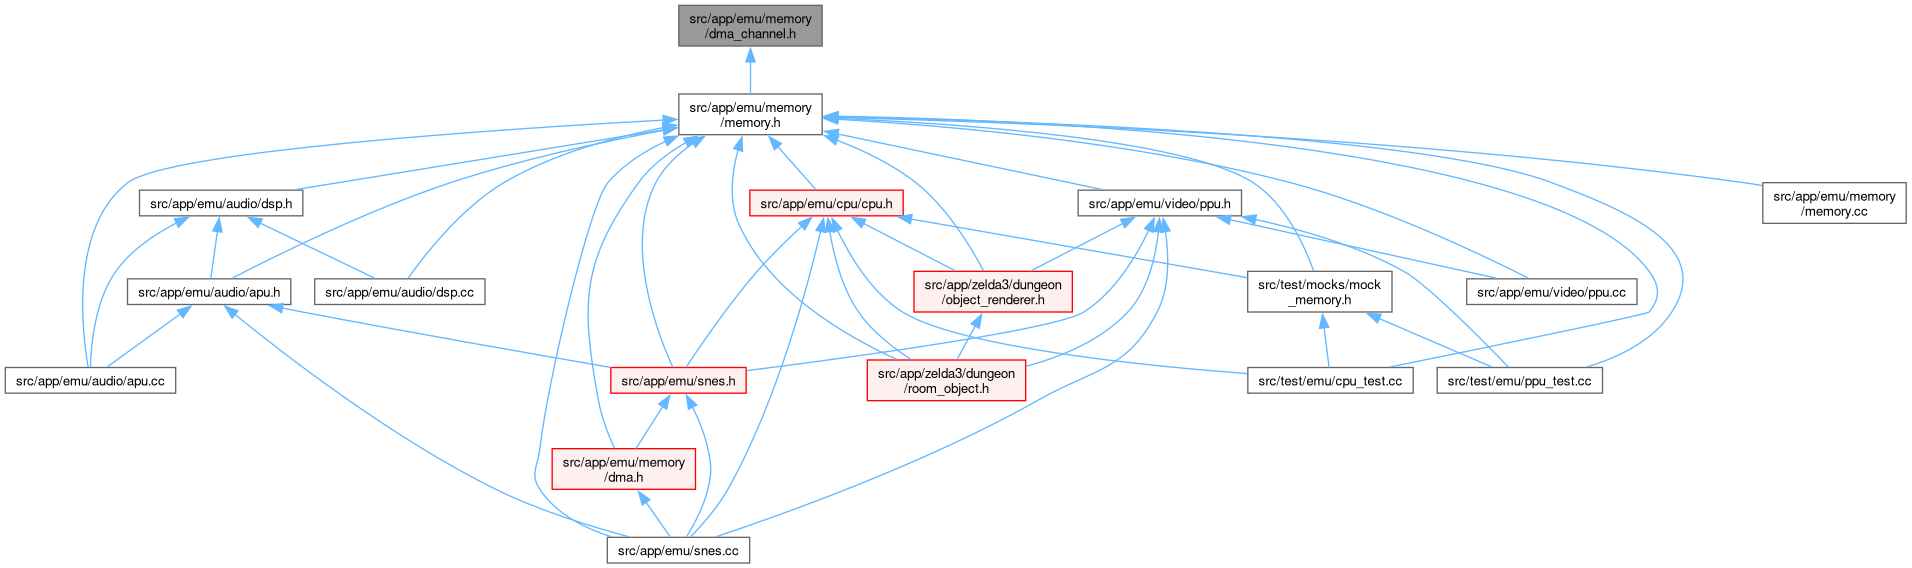 src/app/emu/memory
/dma_channel.h
src/app/emu/memory
/memory.h
src/app/emu/audio/dsp.h
src/app/emu/cpu/cpu.h
src/app/emu/video/ppu.h
src/app/emu/memory
/memory.cc
src/app/emu/audio/apu.h
src/app/emu/audio/dsp.cc
src/app/zelda3/dungeon
/object_renderer.h
src/test/mocks/mock
_memory.h
src/app/emu/video/ppu.cc
src/app/emu/audio/apu.cc
src/app/emu/snes.h
src/app/zelda3/dungeon
/room_object.h
src/test/emu/cpu_test.cc
src/test/emu/ppu_test.cc
src/app/emu/memory
/dma.h
src/app/emu/snes.cc